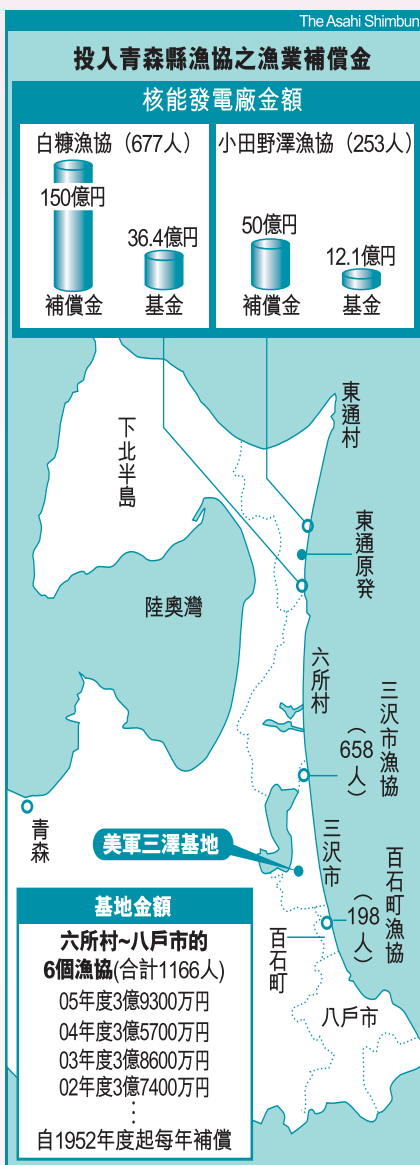 The Asahi Shimbun
投入青森縣漁協之漁業補償金
核能發電廠金額
白糠漁協（677人）
150億円
補償金
36.4億円
基金
小田野澤漁協（253人）
50億円
補償金
12.1億円
基金
東通村
下北半島
東通原発
陸奧灣
六所村
三沢市漁協
（658人）
青森
美軍三澤基地
三沢市
百石町漁協
（198人）
百石町
八戶市
基地金額
六所村~八戶市的
6個漁協(合計1166人)
05年度3億9300万円
04年度3億5700万円
03年度3億8600万円
02年度3億7400万円
⋮
自1952年度起每年補償